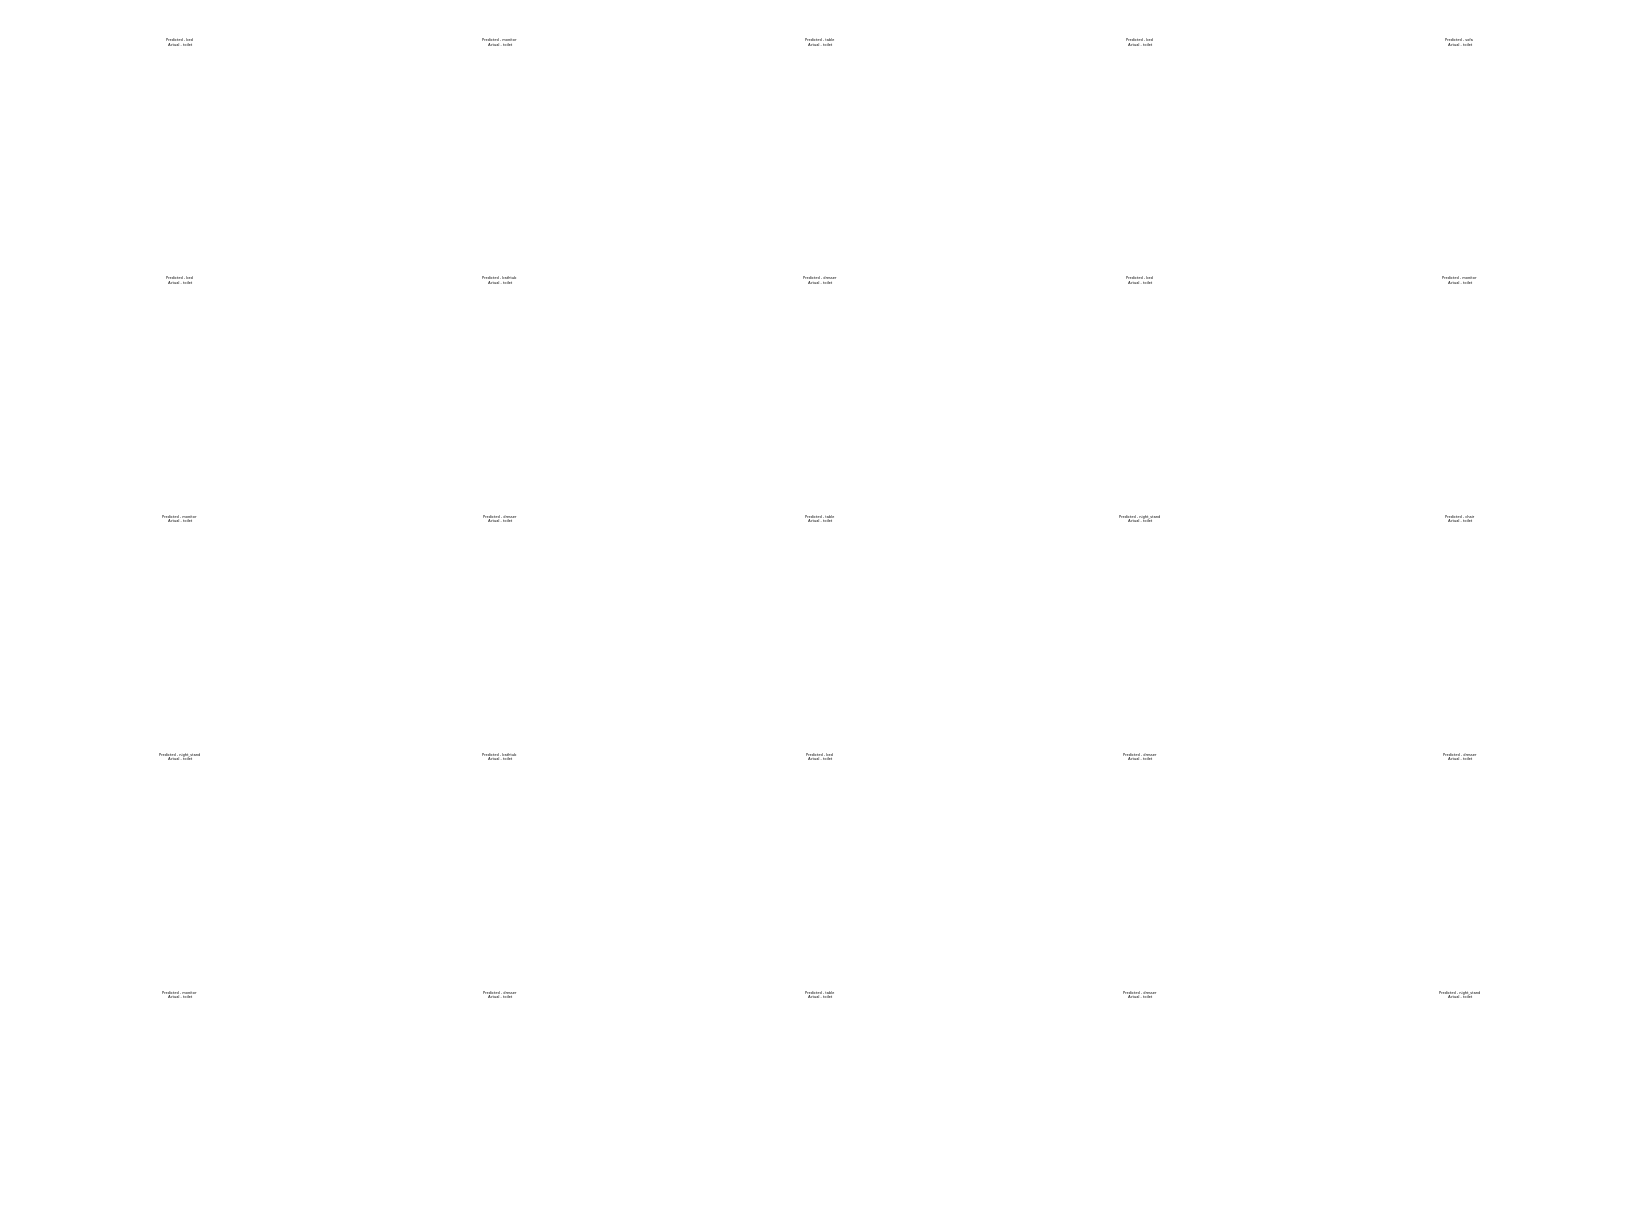 Predicted - bed
Actual - toilet
Predicted - monitor
Actual - toilet
Predicted - table
Actual - toilet
Predicted - bed
Actual - toilet
Predicted - sofa
Actual - toilet
Predicted - bed
Actual - toilet
Predicted - bathtub
Actual - toilet
Predicted - dresser
Actual - toilet
Predicted - bed
Actual - toilet
Predicted - monitor
Actual - toilet
Predicted - monitor
Actual - toilet
Predicted - dresser
Actual - toilet
Predicted - table
Actual - toilet
Predicted - night_stand
Actual - toilet
Predicted - chair
Actual - toilet
Predicted - night_stand
Actual - toilet
Predicted - bathtub
Actual - toilet
Predicted - bed
Actual - toilet
Predicted - dresser
Actual - toilet
Predicted - dresser
Actual - toilet
Predicted - monitor
Actual - toilet
Predicted - dresser
Actual - toilet
Predicted - table
Actual - toilet
Predicted - dresser
Actual - toilet
Predicted - night_stand
Actual - toilet